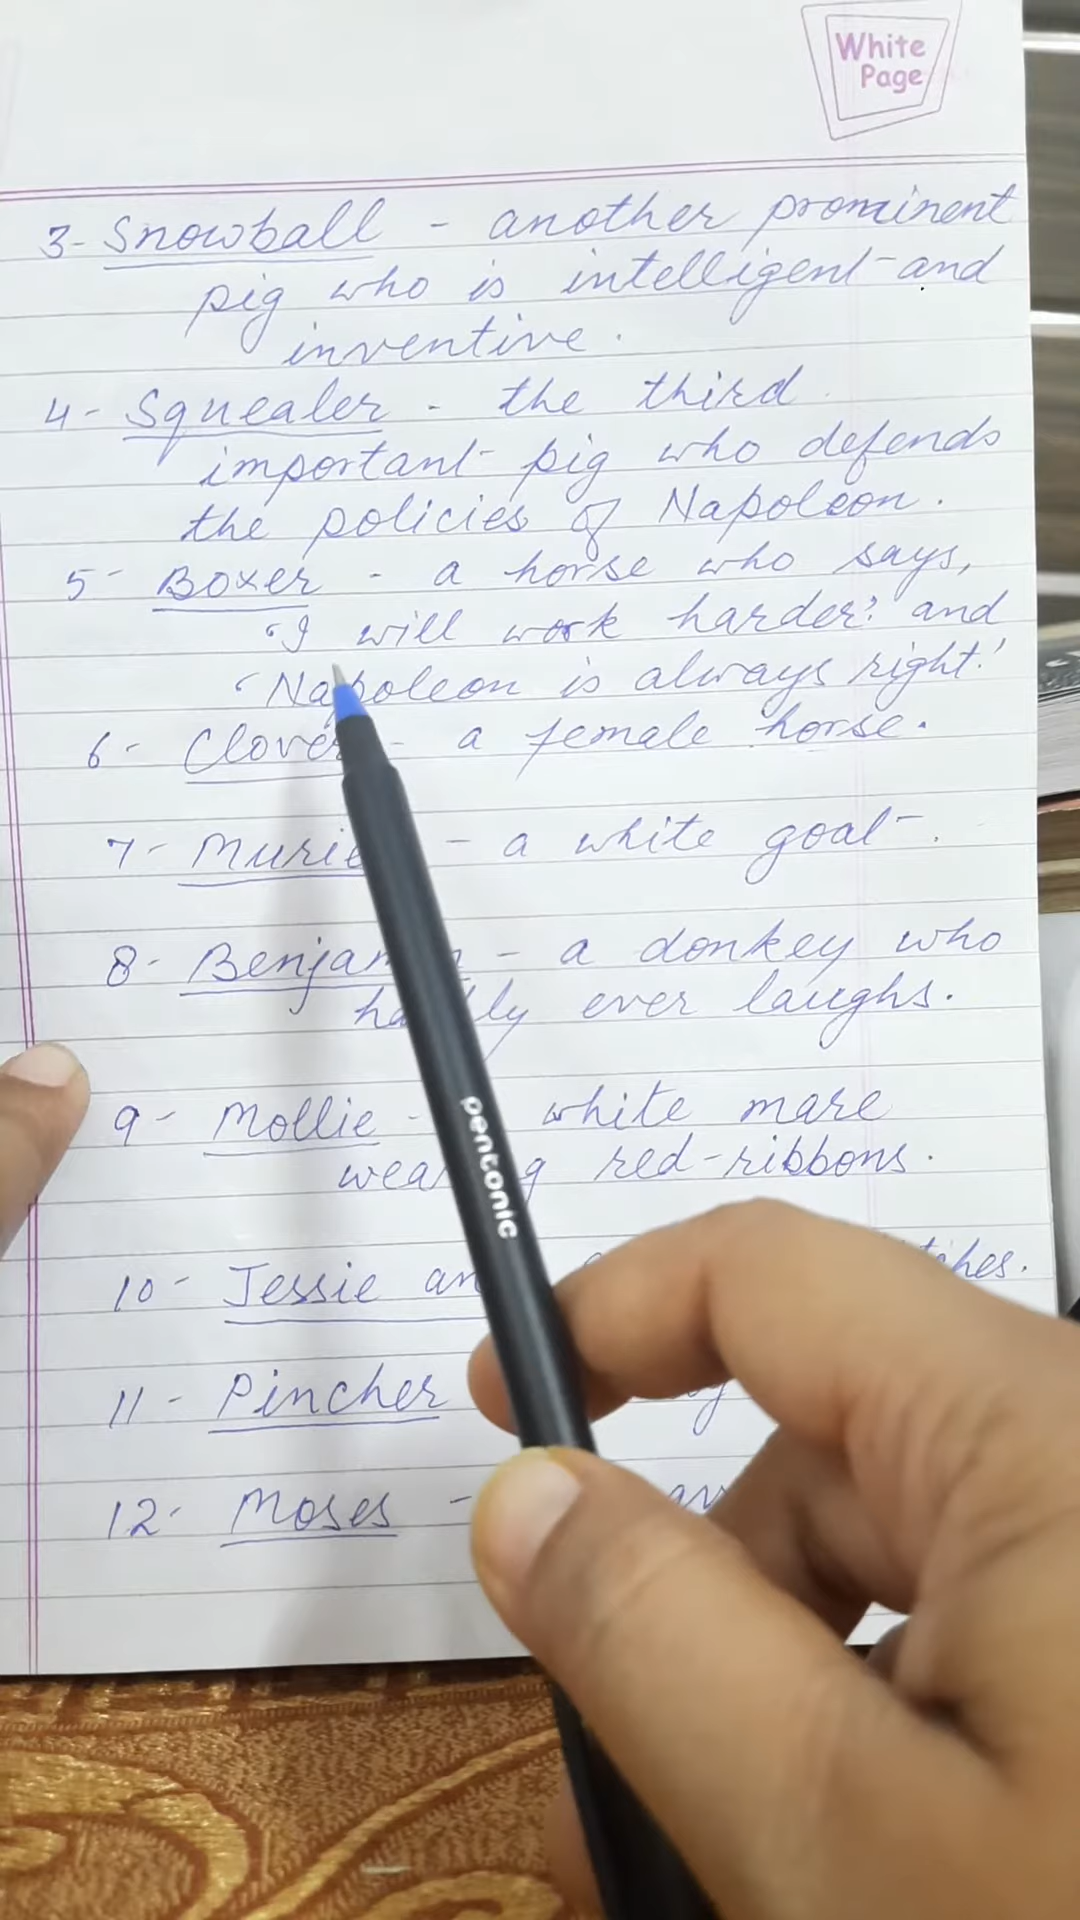 White
Page
3- Snowball - another prominent
pig who is intelligent and
inventive.
4- Squealer - the third
important pig who defends
the policies of Napoleon.
5- Boxer - a horse who says,
'I will work harder' and
'Napoleon is always right.'
6- Clover - a female horse.
7- Muriel - a white goat.
8- Benjamin - a donkey who
hardly ever laughs.
9- Mollie - white mare
wearing red-ribbons.
10- Jessie
11- Pincher
12- Moses -
pentonic